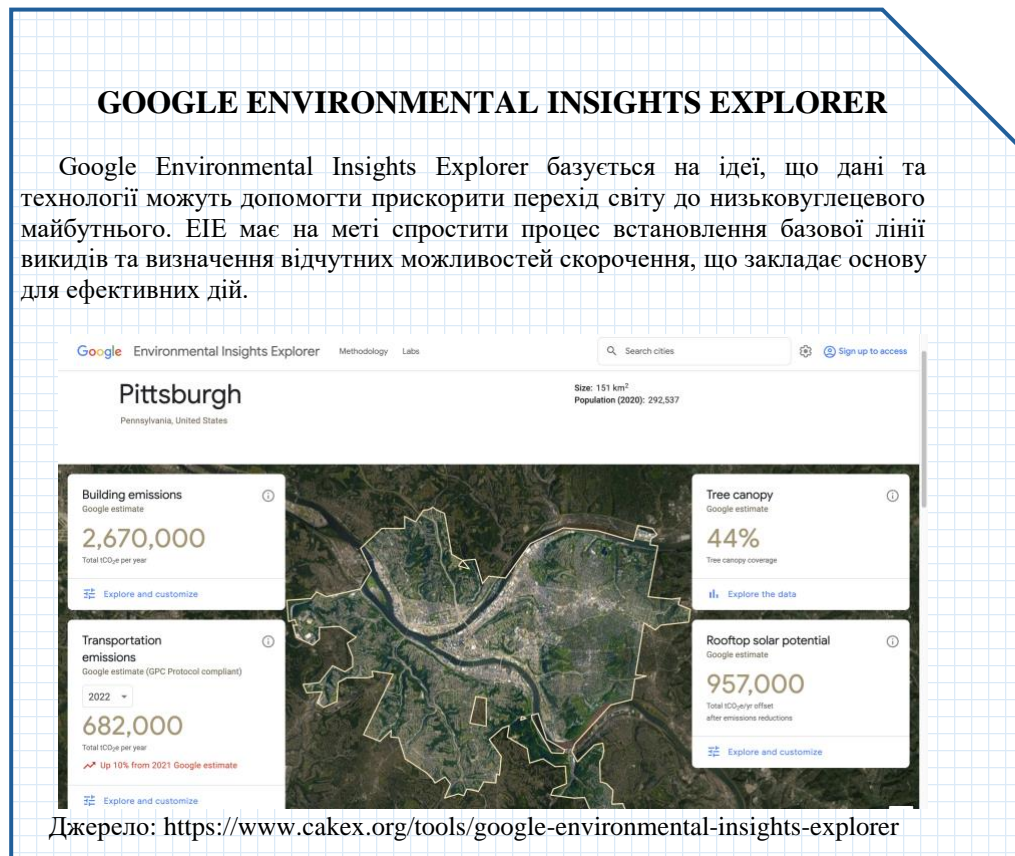 GOOGLE ENVIRONMENTAL INSIGHTS EXPLORER
Google Environmental Insights Explorer базується на ідеї, що дані та
технології можуть допомогти прискорити перехід світу до низьковуглецевого
майбутнього. EIE має на меті спростити процес встановлення базової лінії
викидів та визначення відчутних можливостей скорочення, що закладає основу
для ефективних дій.
Google Environmental Insights Explorer Methodology Labs Search cities Sign up to access
Pittsburgh
Pennsylvania, United States
Size: 151 km²
Population (2020): 292,537
Building emissions
Google estimate
2,670,000
Total tCO₂e per year
Explore and customize
Transportation
emissions
Google estimate (GPC Protocol compliant)
2022
682,000
Total tCO₂e per year
Up 10% from 2021 Google estimate
Explore and customize
Tree canopy
Google estimate
44%
Tree canopy coverage
Explore the data
Rooftop solar potential
Google estimate
957,000
Total tCO₂e/yr offset
after emissions reductions
Explore and customize
Джерело: https://www.cakex.org/tools/google-environmental-insights-explorer